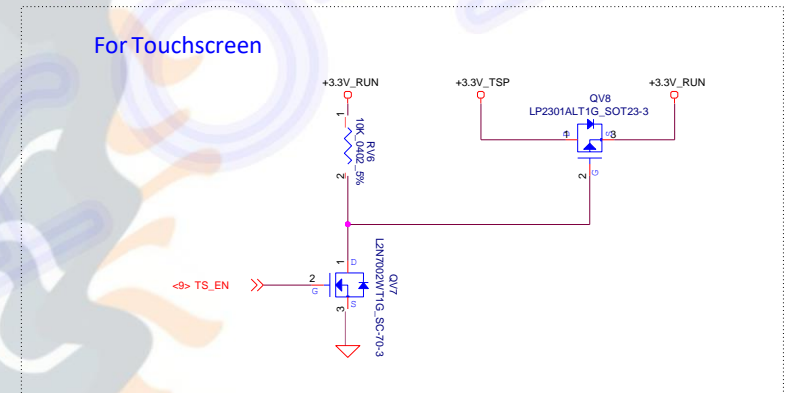 For Touchscreen
+3.3V_RUN
+3.3V_TSP
+3.3V_RUN
QV8
LP2301ALT1G_SOT23-3
1
D
S
3
2
G
1
RV6
10K_0402_5%
2
1
D
<9> TS_EN
2
G
S
3
QV7
L2N7002WT1G_SC-70-3